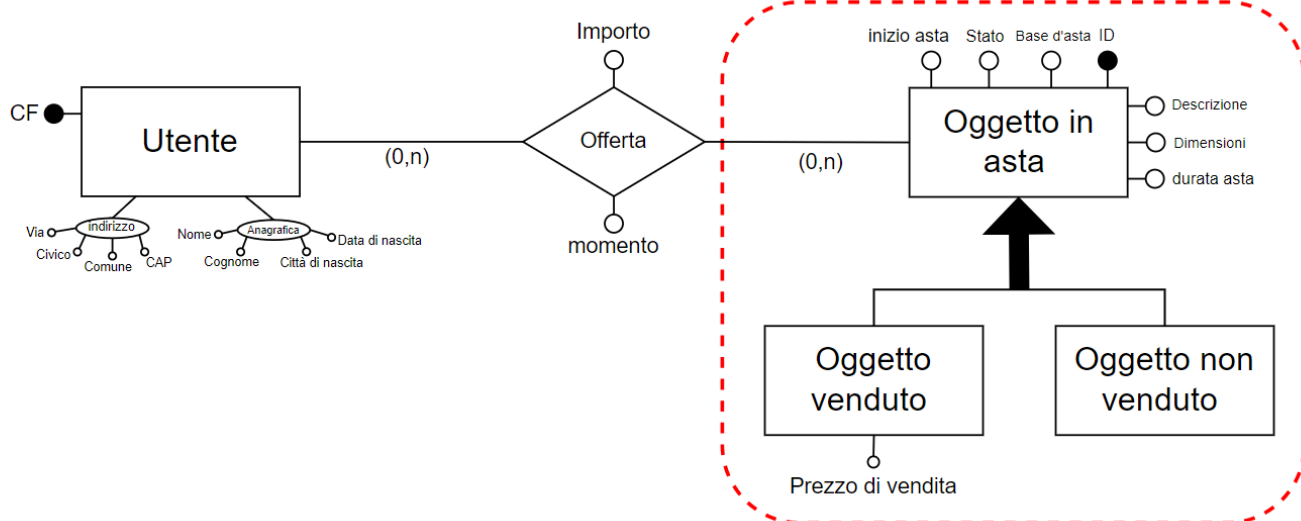 Importo
inizio asta
Stato
Base d'asta
ID
CF
Utente
(0,n)
Offerta
(0,n)
Oggetto in
asta
Descrizione
Dimensioni
durata asta
momento
indirizzo
Via
Civico
Comune
CAP
Anagrafica
Nome
Cognome
Città di nascita
Data di nascita
Oggetto
venduto
Oggetto non
venduto
Prezzo di vendita